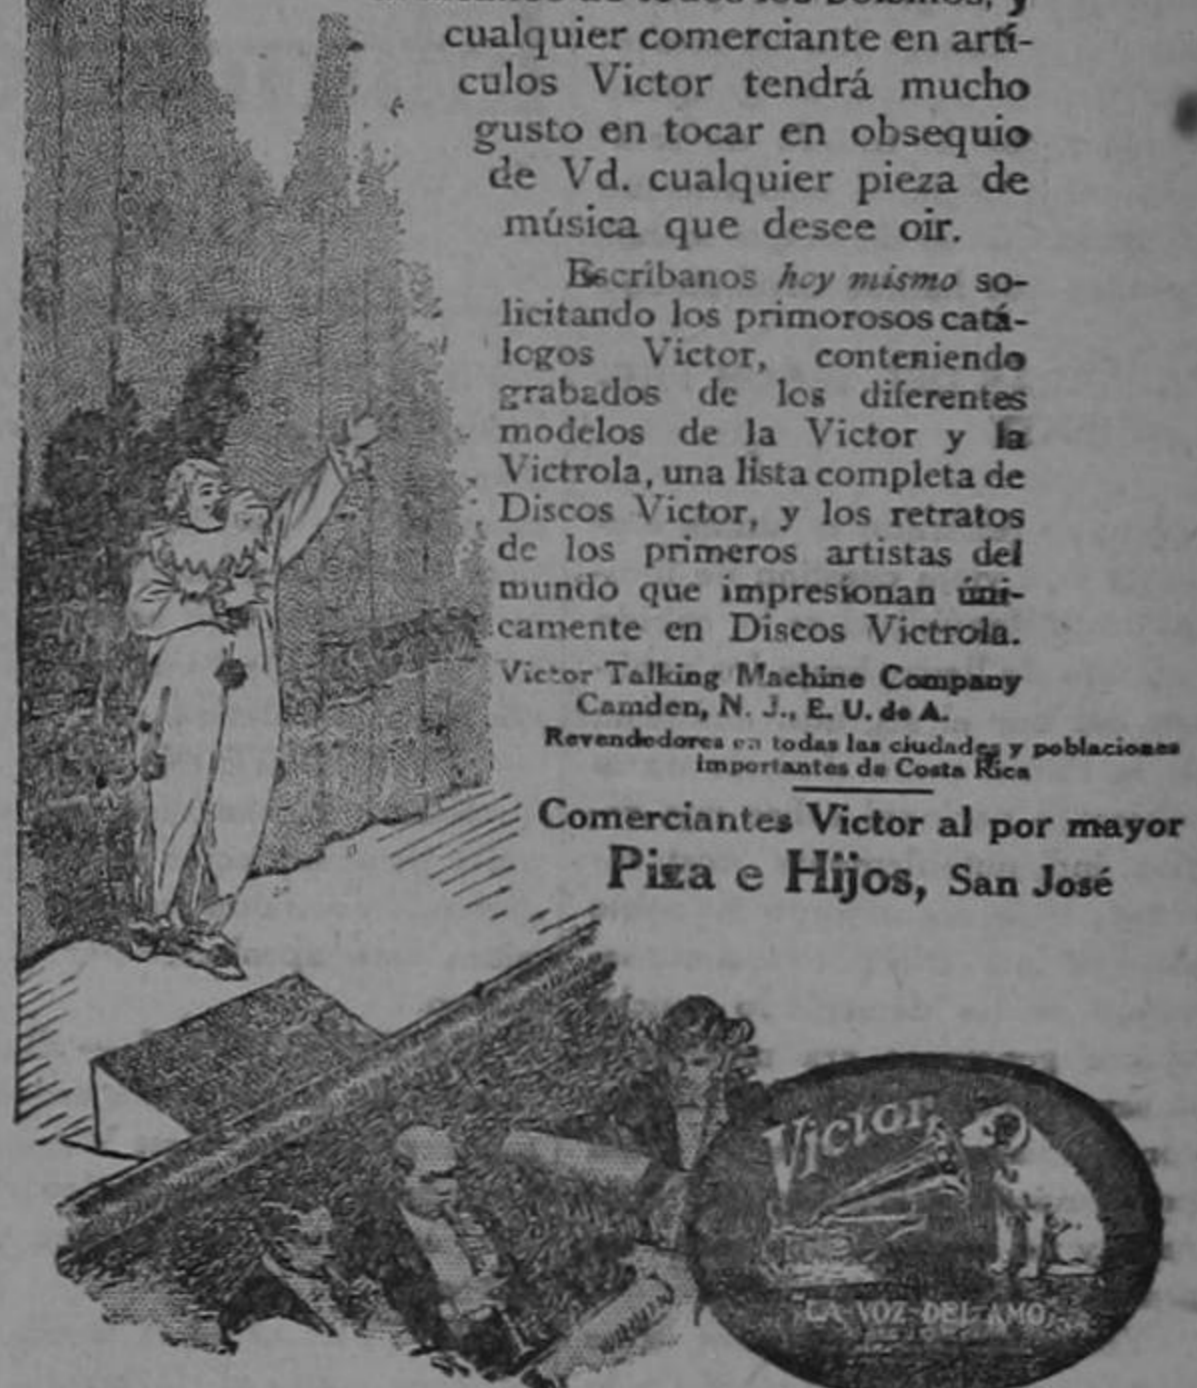 cualquier comerciante en artí-
culos Victor tendrá mucho
gusto en tocar en obsequio
de Vd. cualquier pieza de
música que desee oir.
Escríbanos hoy mismo so-
licitando los primorosos catá-
logos Victor, conteniendo
grabados de los diferentes
modelos de la Victor y la
Victrola, una lista completa de
Discos Victor, y los retratos
de los primeros artistas del
mundo que impresionan úni-
camente en Discos Victrola.
Victor Talking Machine Company
Camden, N. J., E. U. de A.
Revendedores en todas las ciudades y poblaciones
importantes de Costa Rica
Comerciantes Victor al por mayor
Piza e Hijos, San José
Victor
"LA VOZ DEL AMO"